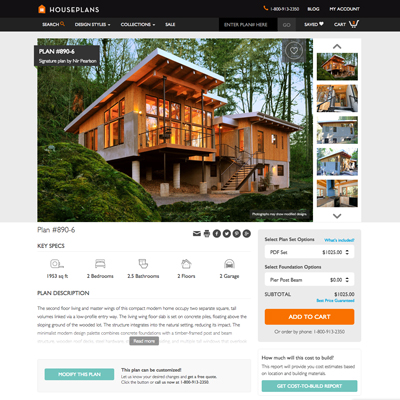 HOUSEPLANS
1-800-913-2350
BLOG
MY ACCOUNT
SEARCH
DESIGN STYLES
COLLECTIONS
SALE
ENTER PLAN# HERE
GO
SAVED
CART
PLAN #890-6
Signature plan by Nir Pearlson
Photographs may show modified designs.
Plan #890-6
KEY SPECS
1953 sq ft
2 Bedrooms
2.5 Bathrooms
2 Floors
2 Garage
PLAN DESCRIPTION
The second floor living and master wings of the compact modern home occupy two separate square, tall
volumes linked via a low-profile entry way. The living wing floor slab is set on concrete piles, floating above the
sloping ground of the wooded lot. The structure integrates into the natural setting, reducing its impact. The
minimalist modern design palette combines concrete foundations with a timber-framed post and beam
Read more
MODIFY THIS PLAN
This plan can be customized!
Let us know your desired changes and get a free quote.
Click the button or call us now at 1-800-913-2350.
Select Plan Set Options
What's included?
PDF Set
$1025.00
Select Foundation Options
Pier Post Beam
$0.00
SUBTOTAL
$1025.00
Best Price Guaranteed
ADD TO CART
Or order by phone: 1-800-913-2350
How much will this cost to build?
This report will provide you cost estimates based
on location and building materials.
GET COST-TO-BUILD REPORT